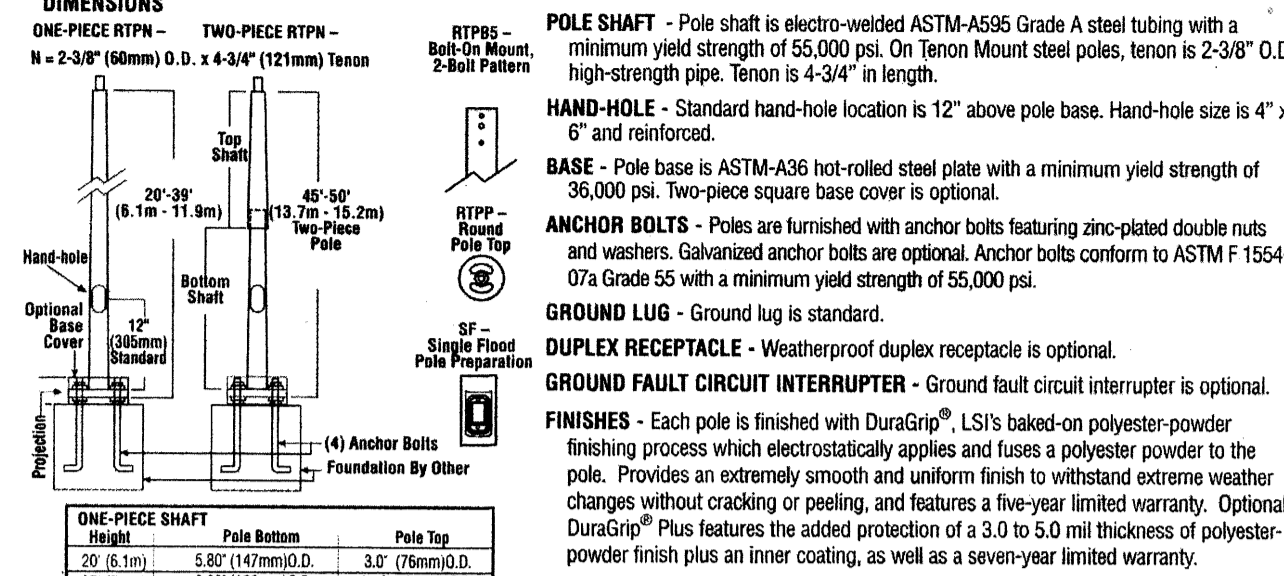 DIMENSIONS
ONE-PIECE RTPN –
TWO-PIECE RTPN –
N = 2-3/8" (60mm) O.D. x 4-3/4" (121mm) Tenon
RTPB5 –
Bolt-On Mount,
2-Bolt Pattern
Top
Shaft
20'-39'
(6.1m - 11.9m)
45'-50'
(13.7m - 15.2m)
Two-Piece
Pole
RTPP –
Round
Pole Top
Hand-hole
Bottom
Shaft
Optional
Base
Cover
12"
(305mm)
Standard
SF –
Single Flood
Pole Preparation
Projection
(4) Anchor Bolts
Foundation By Other
ONE-PIECE SHAFT
Height Pole Bottom Pole Top
20' (6.1m) 5.80" (147mm)O.D. 3.0" (76mm)O.D.
POLE SHAFT - Pole shaft is electro-welded ASTM-A595 Grade A steel tubing with a
minimum yield strength of 55,000 psi. On Tenon Mount steel poles, tenon is 2-3/8" O.D
high-strength pipe. Tenon is 4-3/4" in length.
HAND-HOLE - Standard hand-hole location is 12" above pole base. Hand-hole size is 4" x
6" and reinforced.
BASE - Pole base is ASTM-A36 hot-rolled steel plate with a minimum yield strength of
36,000 psi. Two-piece square base cover is optional.
ANCHOR BOLTS - Poles are furnished with anchor bolts featuring zinc-plated double nuts
and washers. Galvanized anchor bolts are optional. Anchor bolts conform to ASTM F 1554-
07a Grade 55 with a minimum yield strength of 55,000 psi.
GROUND LUG - Ground lug is standard.
DUPLEX RECEPTACLE - Weatherproof duplex receptacle is optional.
GROUND FAULT CIRCUIT INTERRUPTER - Ground fault circuit interrupter is optional.
FINISHES - Each pole is finished with DuraGrip®, LSI's baked-on polyester-powder
finishing process which electrostatically applies and fuses a polyester powder to the
pole. Provides an extremely smooth and uniform finish to withstand extreme weather
changes without cracking or peeling, and features a five-year limited warranty. Optional
DuraGrip® Plus features the added protection of a 3.0 to 5.0 mil thickness of polyester-
powder finish plus an inner coating, as well as a seven-year limited warranty.